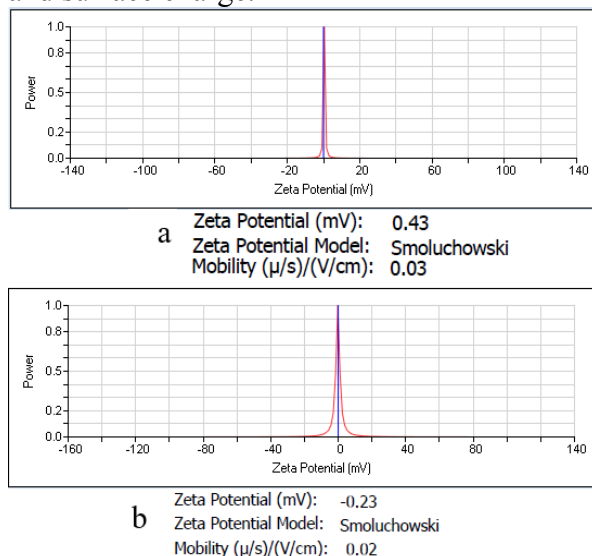 and surface charge.
1.0
0.8
Power
0.5
0.2
0.0
-140 -100 -60 -20 20 60 100 140
Zeta Potential (mV)
a
Zeta Potential (mV): 0.43
Zeta Potential Model: Smoluchowski
Mobility (µ/s)/(V/cm): 0.03
1.0
0.8
Power
0.5
0.2
0.0
-160 -120 -80 -40 0 40 80 140
Zeta Potential (mV)
b
Zeta Potential (mV): -0.23
Zeta Potential Model: Smoluchowski
Mobility (µ/s)/(V/cm): 0.02